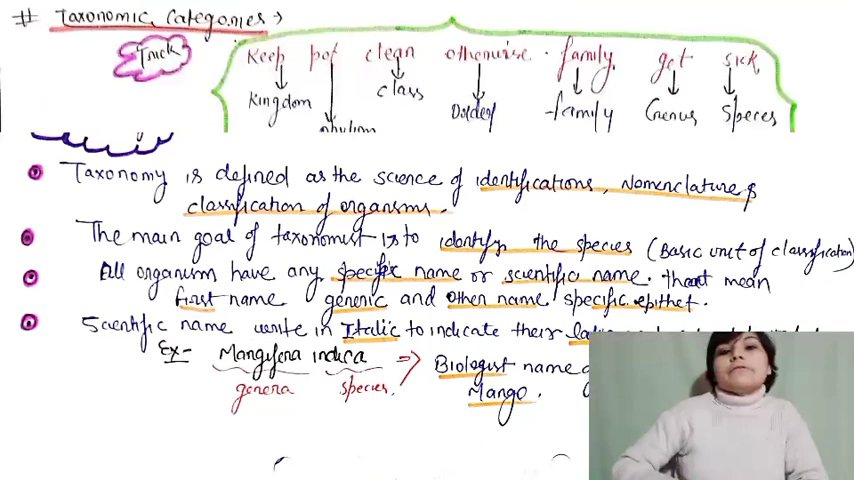 # Taxonomic Categories →
Trick
Keep pot clean otherwise family get sick
Kingdom phylum class Order family Genus Species
Taxonomy is defined as the science of identifications, Nomenclature &
classification of organisms.
The main goal of taxonomist is to identify the species (Basic unit of classification)
All organism have any specific name or scientific name. that mean
first name generic and other name specific epithet.
Scientific name write in Italic to indicate their
Ex- Mangifera indica ⇒ Biologist name
genera species. Mango.